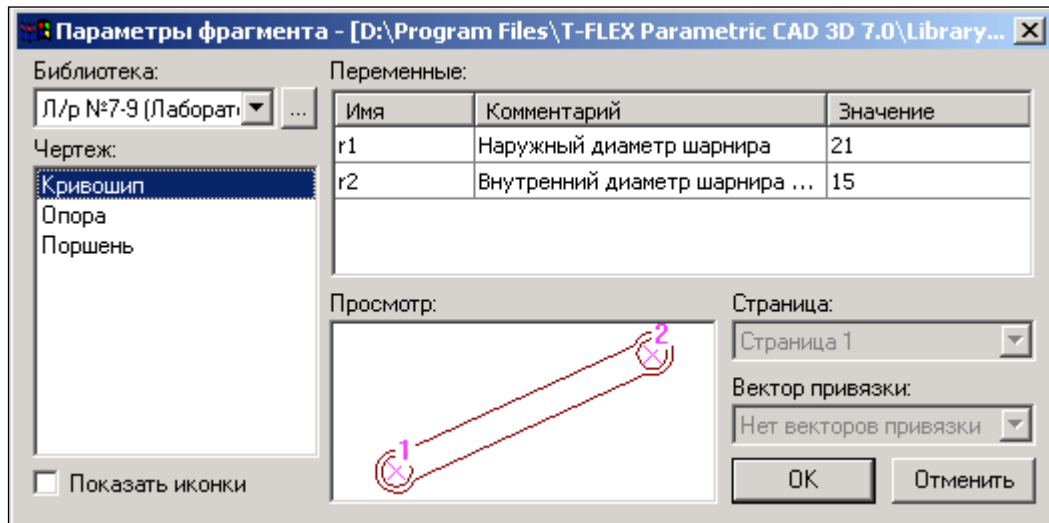 Параметры фрагмента - [D:\Program Files\T-FLEX Parametric CAD 3D 7.0\Library...
Библиотека:
Л/р №7-9 (Лаборат
...
Чертеж:
Кривошип
Опора
Поршень
Показать иконки
Переменные:
Имя Комментарий Значение
r1 Наружный диаметр шарнира 21
r2 Внутренний диаметр шарнира ... 15
Просмотр:
1
2
Страница:
Страница 1
Вектор привязки:
Нет векторов привязки
OK Отменить